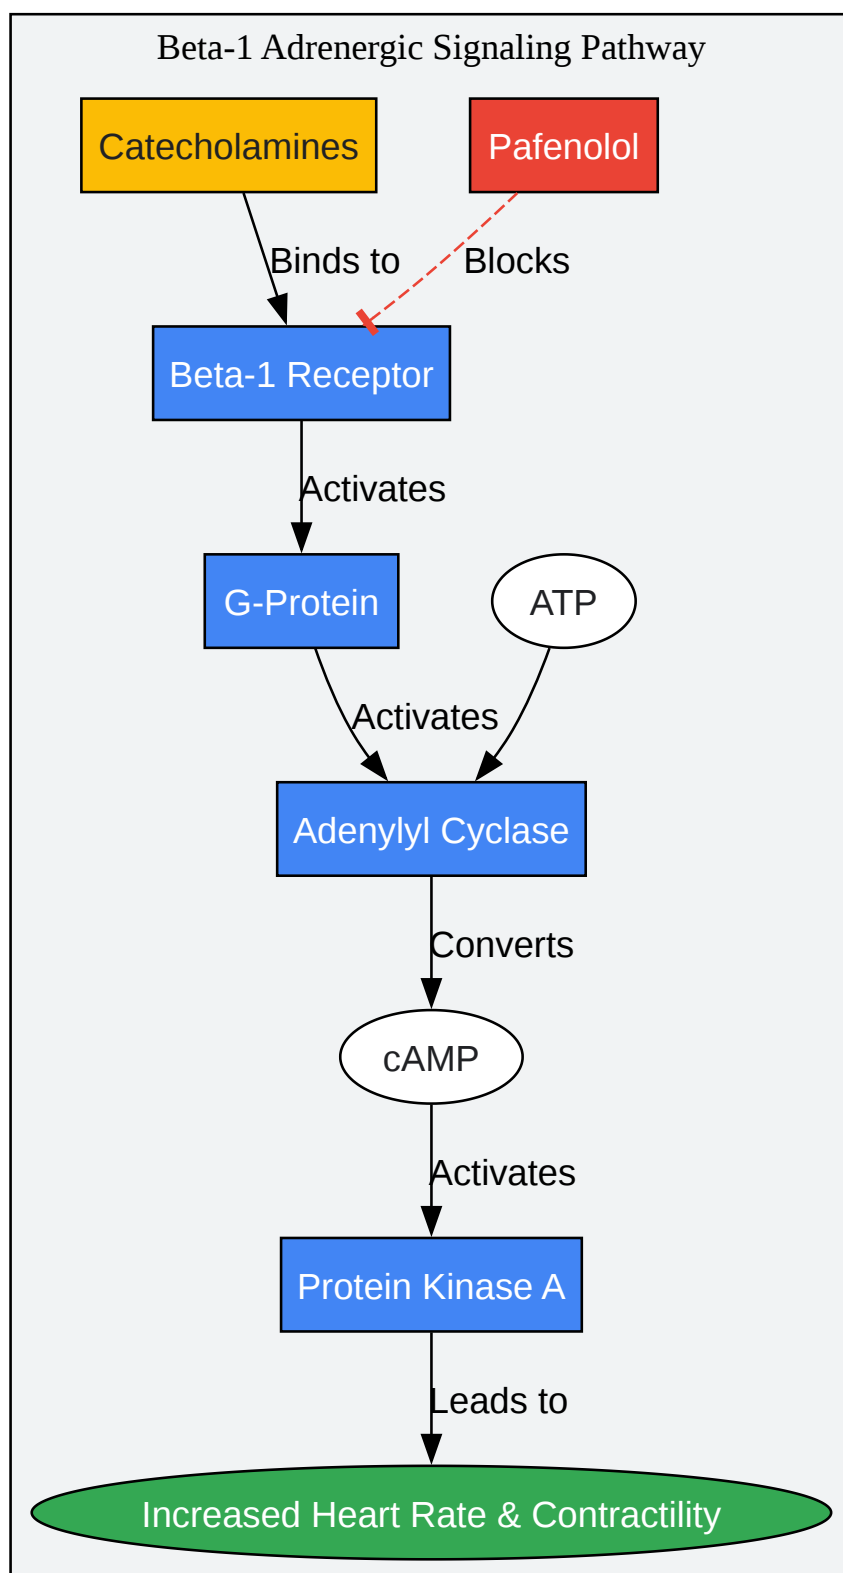 Beta-1 Adrenergic Signaling Pathway
Catecholamines
Pafenolol
Binds to
Blocks
Beta-1 Receptor
Activates
G-Protein
ATP
Activates
Adenylyl Cyclase
Converts
cAMP
Activates
Protein Kinase A
Leads to
Increased Heart Rate & Contractility